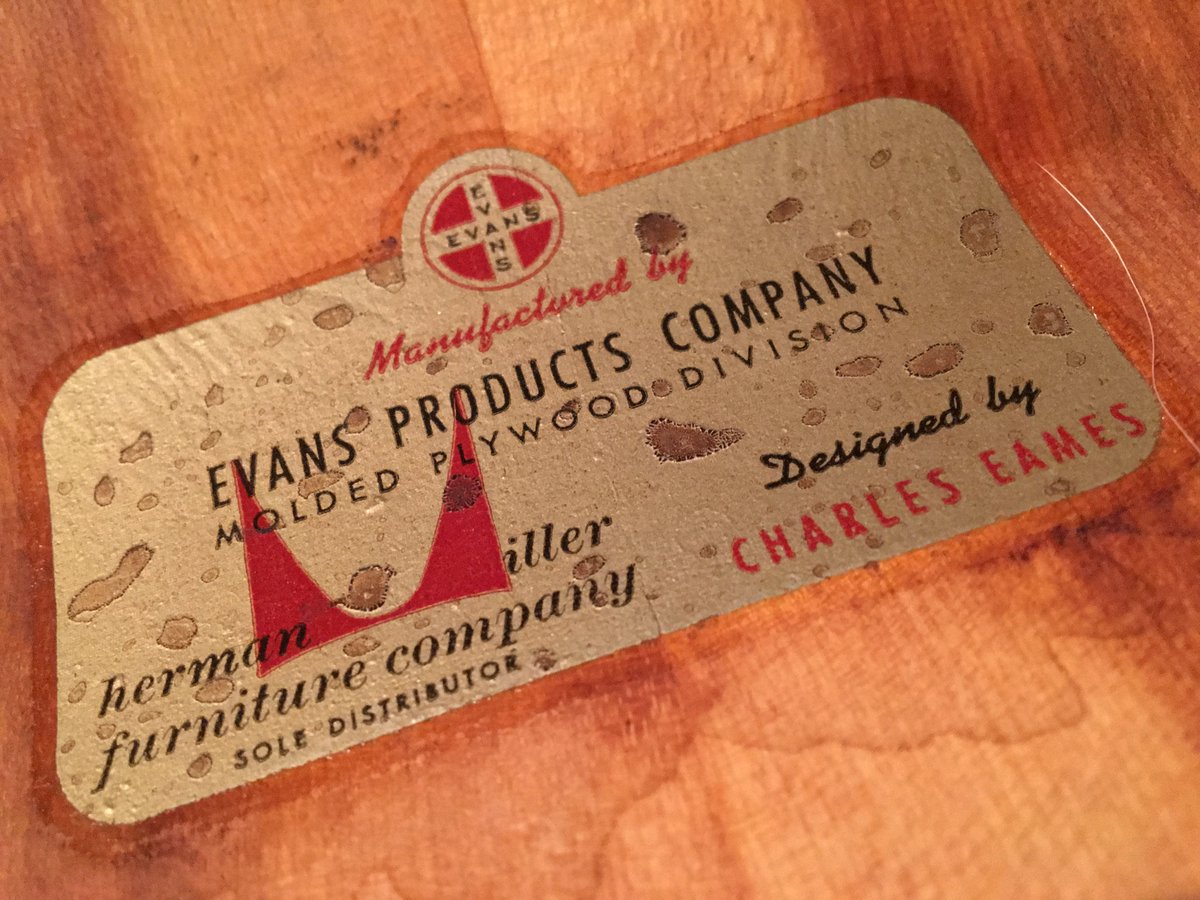 EVANS
EVANS
Manufactured by
EVANS PRODUCTS COMPANY
MOLDED PLYWOOD DIVISION
Designed by
CHARLES EAMES
herman Miller
furniture company
SOLE DISTRIBUTOR